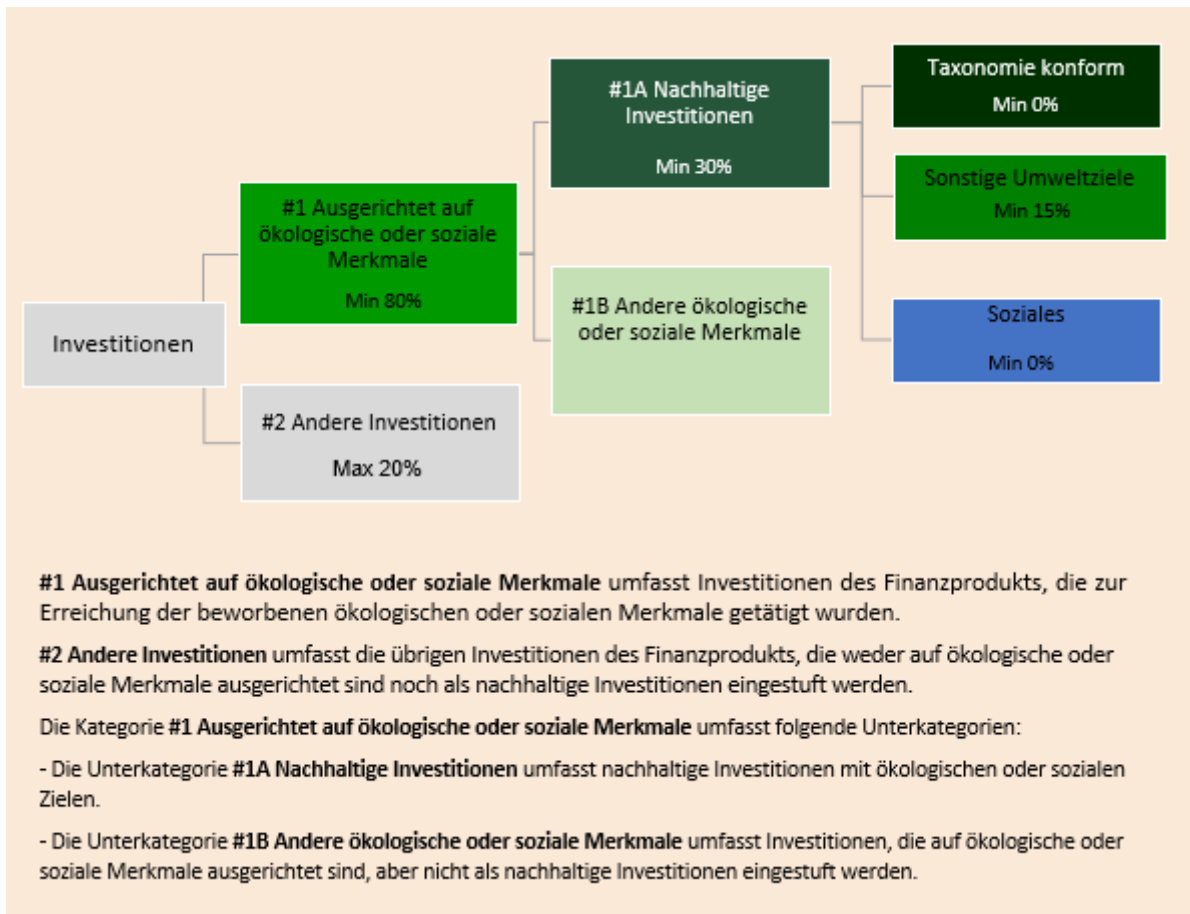 Investitionen
#1 Ausgerichtet auf
ökologische oder soziale
Merkmale
Min 80%
#2 Andere Investitionen
Max 20%
#1A Nachhaltige
Investitionen
Min 30%
#1B Andere ökologische
oder soziale Merkmale
Taxonomie konform
Min 0%
Sonstige Umweltziele
Min 15%
Soziales
Min 0%
#1 Ausgerichtet auf ökologische oder soziale Merkmale umfasst Investitionen des Finanzprodukts, die zur
Erreichung der beworbenen ökologischen oder sozialen Merkmale getätigt wurden.
#2 Andere Investitionen umfasst die übrigen Investitionen des Finanzprodukts, die weder auf ökologische oder
soziale Merkmale ausgerichtet sind noch als nachhaltige Investitionen eingestuft werden.
Die Kategorie #1 Ausgerichtet auf ökologische oder soziale Merkmale umfasst folgende Unterkategorien:
- Die Unterkategorie #1A Nachhaltige Investitionen umfasst nachhaltige Investitionen mit ökologischen oder sozialen
Zielen.
- Die Unterkategorie #1B Andere ökologische oder soziale Merkmale umfasst Investitionen, die auf ökologische oder
soziale Merkmale ausgerichtet sind, aber nicht als nachhaltige Investitionen eingestuft werden.